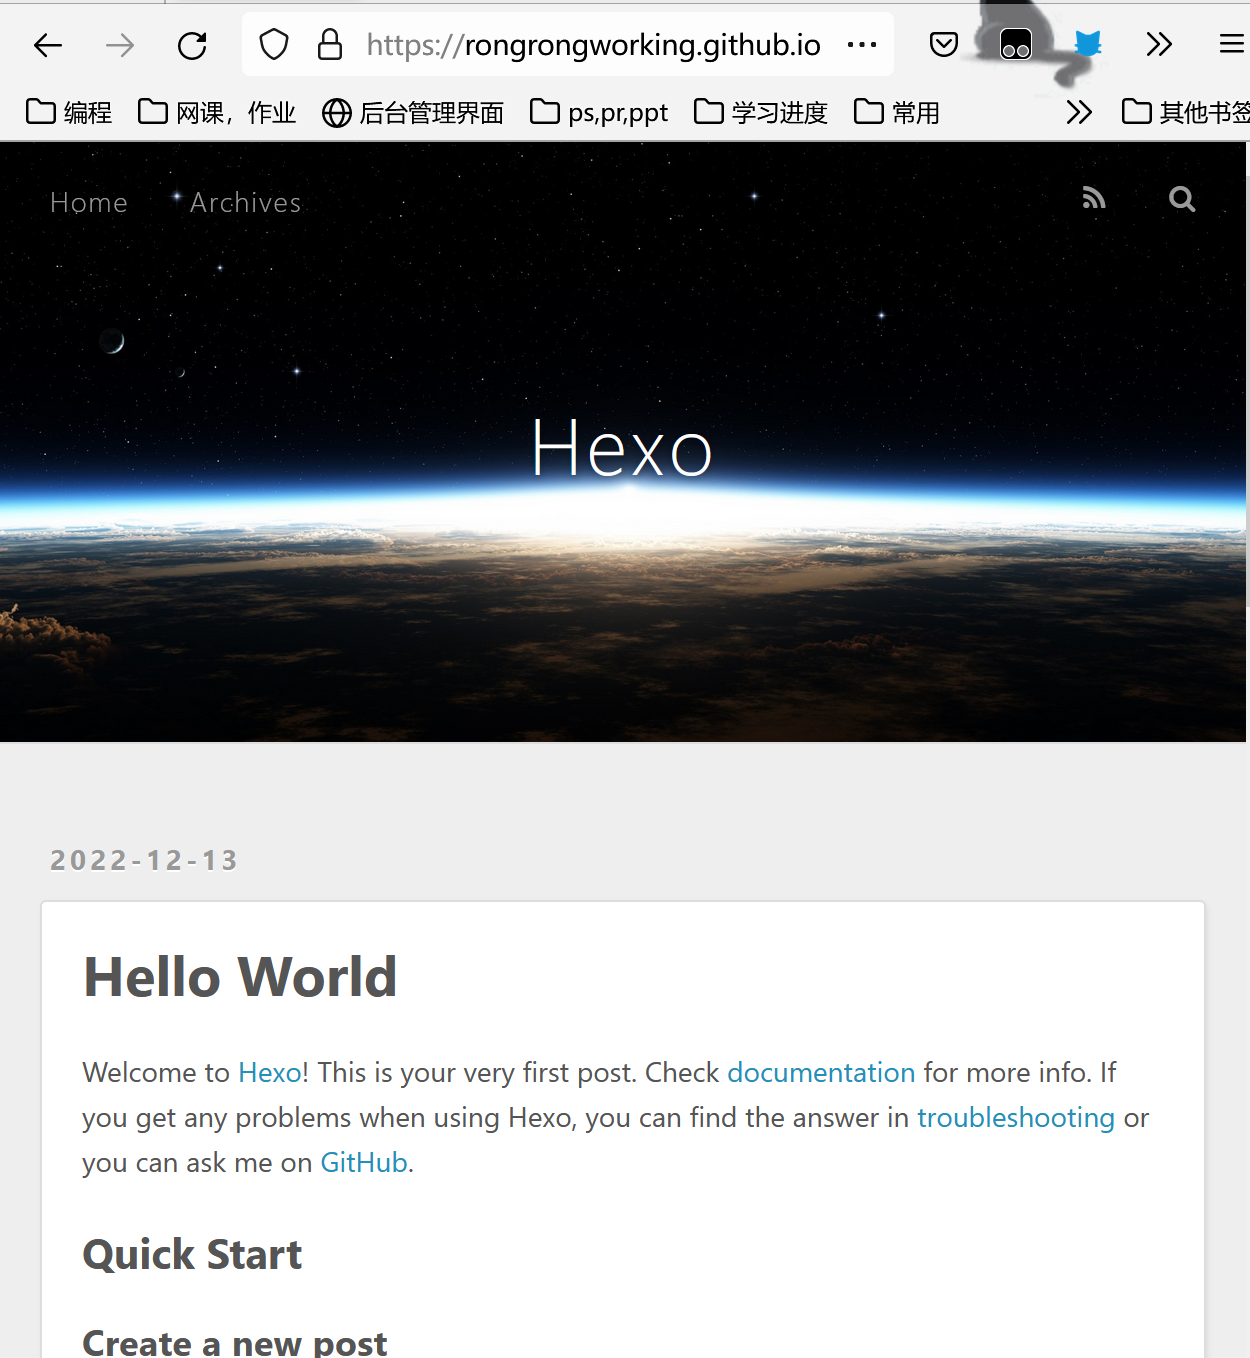 https://rongrongworking.github.io
编程 网课，作业 后台管理界面 ps,pr,ppt 学习进度 常用 其他书签
Home Archives
Hexo
2022-12-13
Hello World
Welcome to Hexo! This is your very first post. Check documentation for more info. If
you get any problems when using Hexo, you can find the answer in troubleshooting or
you can ask me on GitHub.
Quick Start
Create a new post